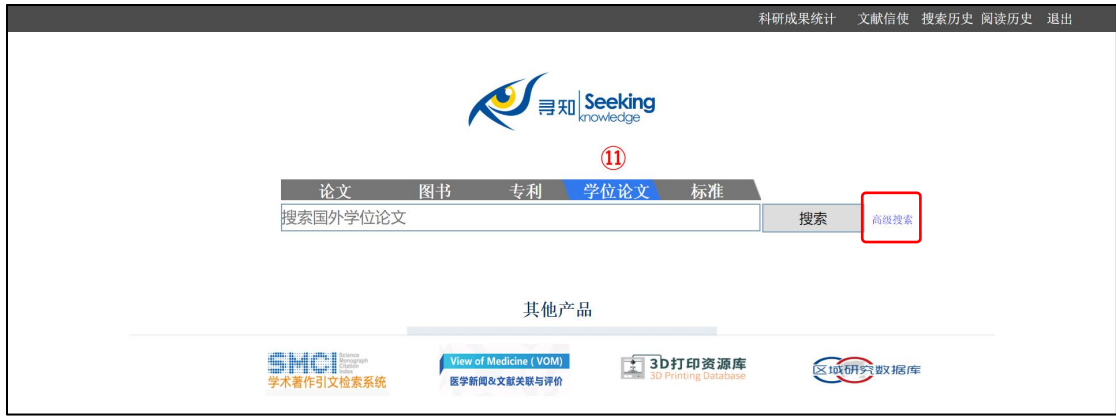 科研成果统计 文献信使 搜索历史 阅读历史 退出
寻知 Seeking
knowledge
⑪
论文 图书 专利 学位论文 标准
搜索国外学位论文 搜索 高级搜索
其他产品
SMCI Science Monograph Citation Index
学术著作引文检索系统
View of Medicine ( VOM)
医学新闻&文献关联与评价
3D打印资源库
3D Printing Database
区域研究数据库